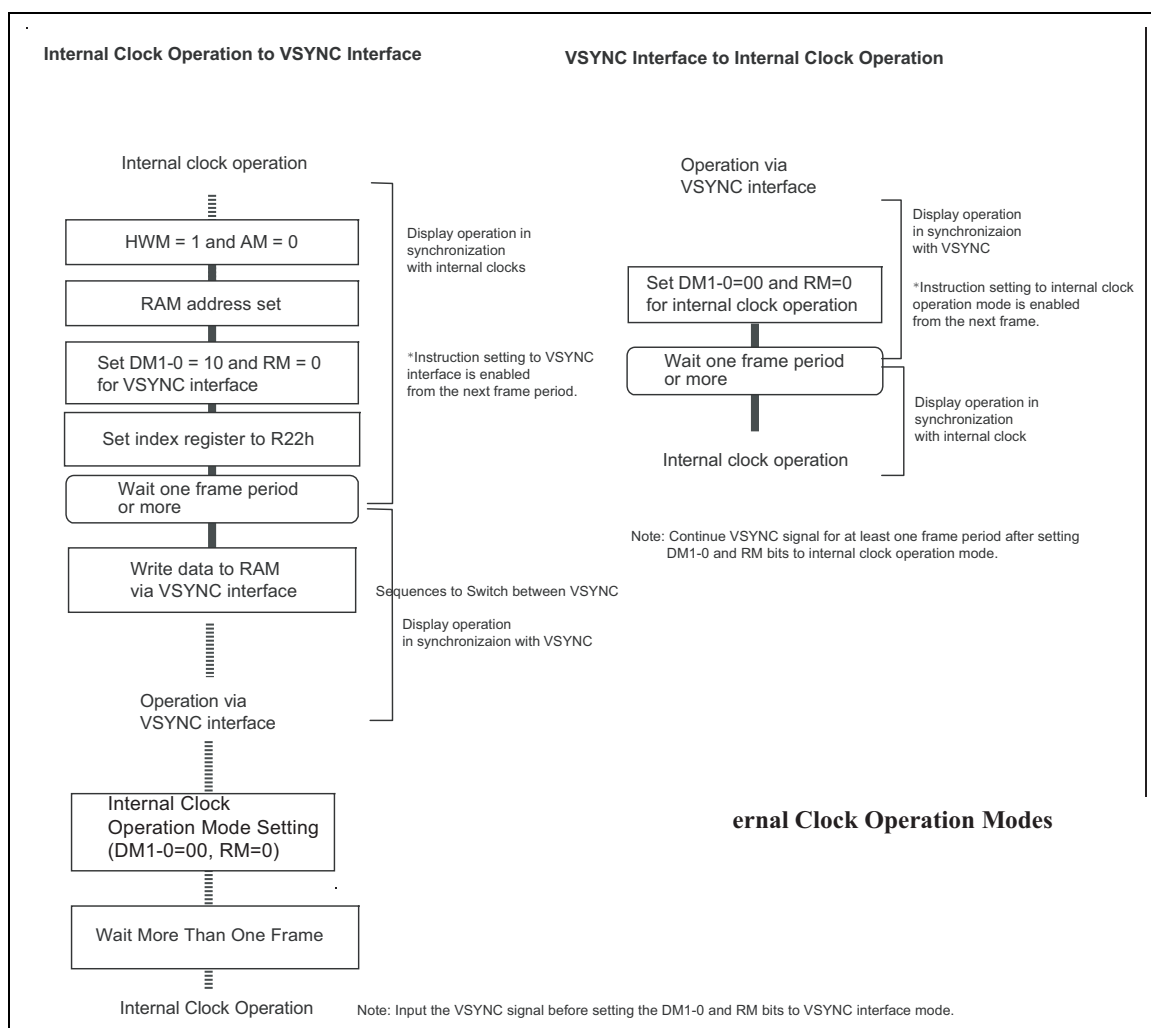 Internal Clock Operation to VSYNC Interface
Internal clock operation
HWM = 1 and AM = 0
RAM address set
Set DM1-0 = 10 and RM = 0
for VSYNC interface
Set index register to R22h
Wait one frame period
or more
Write data to RAM
via VSYNC interface
Operation via
VSYNC interface
Internal Clock
Operation Mode Setting
(DM1-0=00, RM=0)
Wait More Than One Frame
Internal Clock Operation
Display operation in
synchronization
with internal clocks
*Instruction setting to VSYNC
interface is enabled
from the next frame period.
Sequences to Switch between VSYNC
Display operation
in synchronizaion with VSYNC
Note: Input the VSYNC signal before setting the DM1-0 and RM bits to VSYNC interface mode.
VSYNC Interface to Internal Clock Operation
Operation via
VSYNC interface
Set DM1-0=00 and RM=0
for internal clock operation
Wait one frame period
or more
Internal clock operation
Display operation
in synchronizaion
with VSYNC
*Instruction setting to internal clock
operation mode is enabled
from the next frame.
Display operation in
synchronization
with internal clock
Note: Continue VSYNC signal for at least one frame period after setting
DM1-0 and RM bits to internal clock operation mode.
ernal Clock Operation Modes